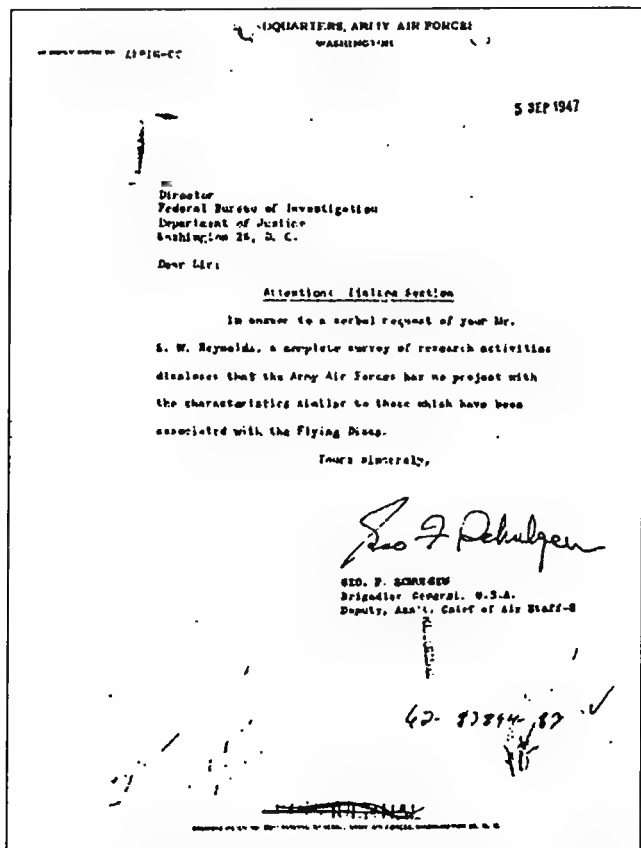 HEADQUARTERS, ARMY AIR FORCES
WASHINGTON
5 SEP 1947
Director
Federal Bureau of Investigation
Department of Justice
Washington 25, D. C.
Dear Sir:
Attention: Liaison Section
In answer to a verbal request of your Mr.
S. W. Reynolds, a complete survey of research activities
discloses that the Army Air Forces has no project with
the characteristics similar to those which have been
associated with the Flying Discs.
Yours sincerely,
Geo F Schulgen
GEO. F. SCHULGEN
Brigadier General, U.S.A.
Deputy, Ass't. Chief of Air Staff-2
62-83894-82